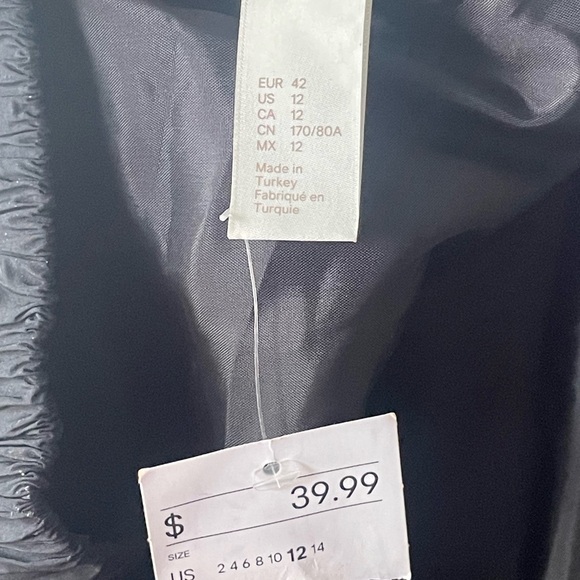 EUR 42
US 12
CA 12
CN 170/80A
MX 12
Made in
Turkey
Fabriqué en
Turquie
$ 39.99
SIZE
US 2 4 6 8 10 12 14